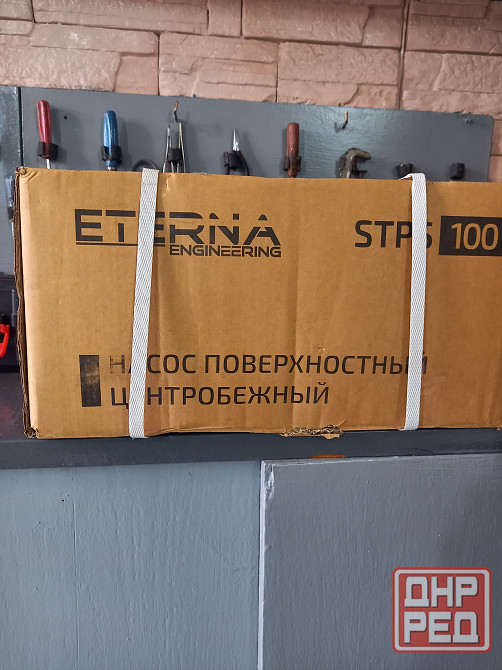 ETERNA
ENGINEERING
STPS 100
НАСОС ПОВЕРХНОСТНЫЙ
ЦЕНТРОБЕЖНЫЙ
ДНР
РЕД